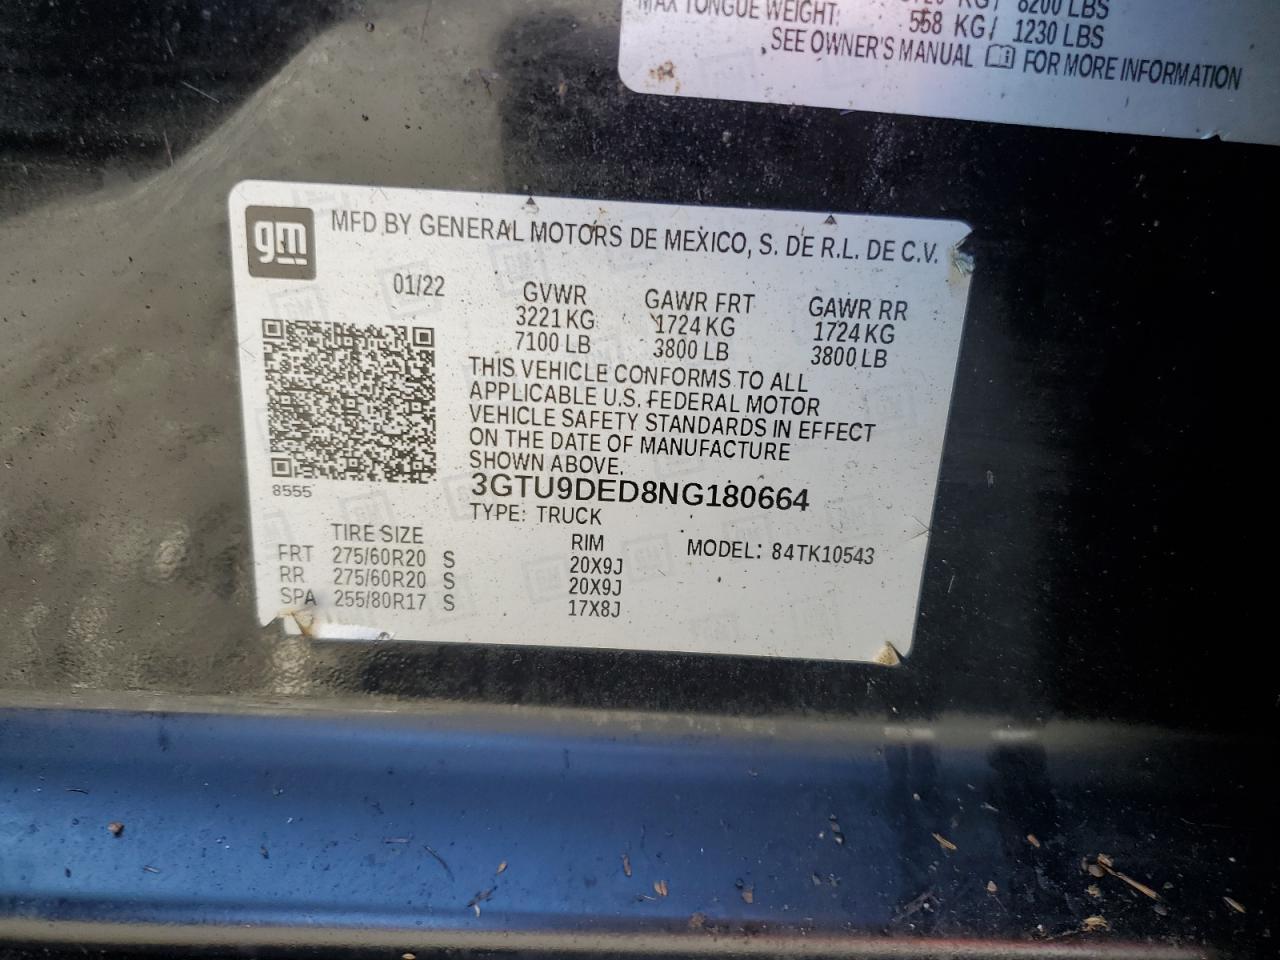 KG/ 8200 LBS
MAX TONGUE WEIGHT: 558 KG/ 1230 LBS
SEE OWNER'S MANUAL FOR MORE INFORMATION
gm
MFD BY GENERAL MOTORS DE MEXICO, S. DE R.L. DE C.V.
01/22 GVWR GAWR FRT GAWR RR
3221 KG 1724 KG 1724 KG
7100 LB 3800 LB 3800 LB
THIS VEHICLE CONFORMS TO ALL
APPLICABLE U.S. FEDERAL MOTOR
VEHICLE SAFETY STANDARDS IN EFFECT
ON THE DATE OF MANUFACTURE
SHOWN ABOVE.
8555 3GTU9DED8NG180664
TYPE: TRUCK
TIRE SIZE RIM MODEL: 84TK10543
FRT 275/60R20 S 20X9J
RR 275/60R20 S 20X9J
SPA 255/80R17 S 17X8J